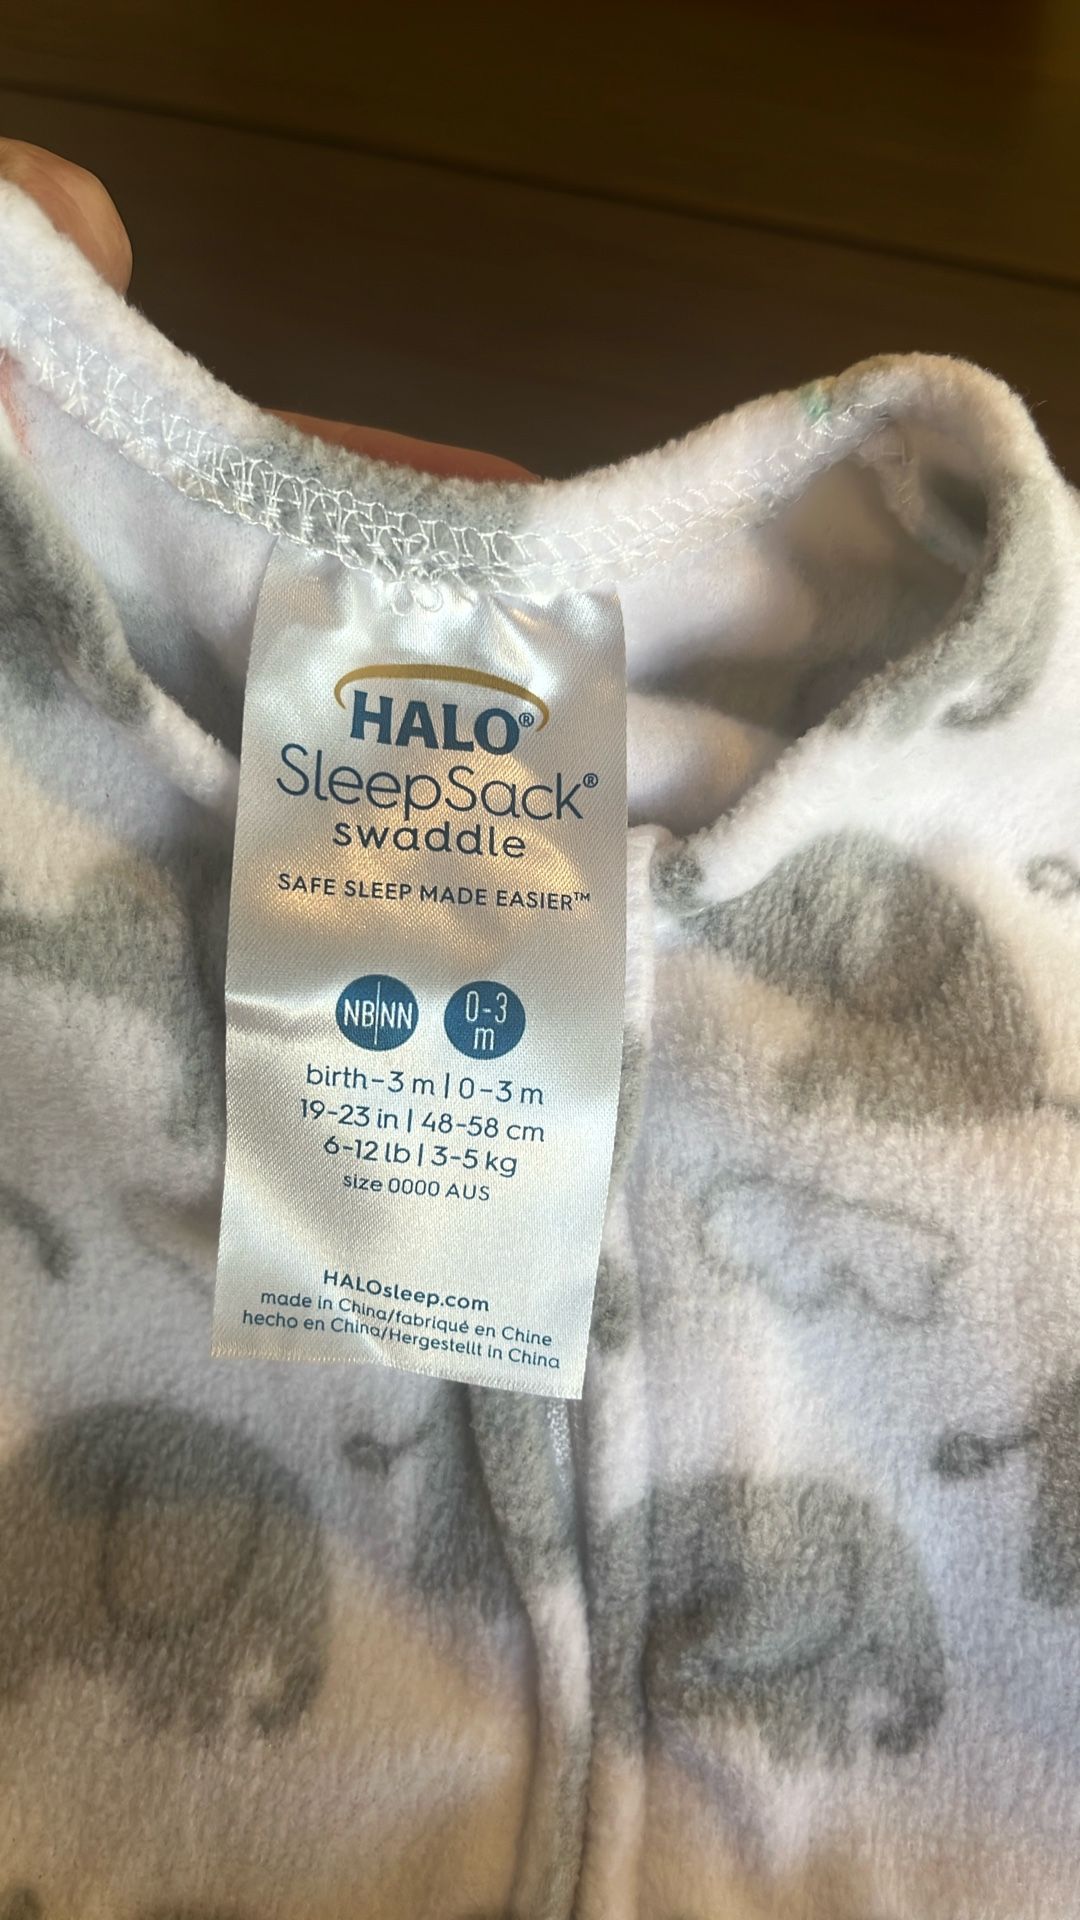 HALO®
SleepSack®
swaddle
SAFE SLEEP MADE EASIER™
NB|NN
0-3
m
birth-3 m | 0-3 m
19-23 in | 48-58 cm
6-12 lb | 3-5 kg
size 0000 AUS
HALOsleep.com
made in China/fabriqué en Chine
hecho en China/Hergestellt in China